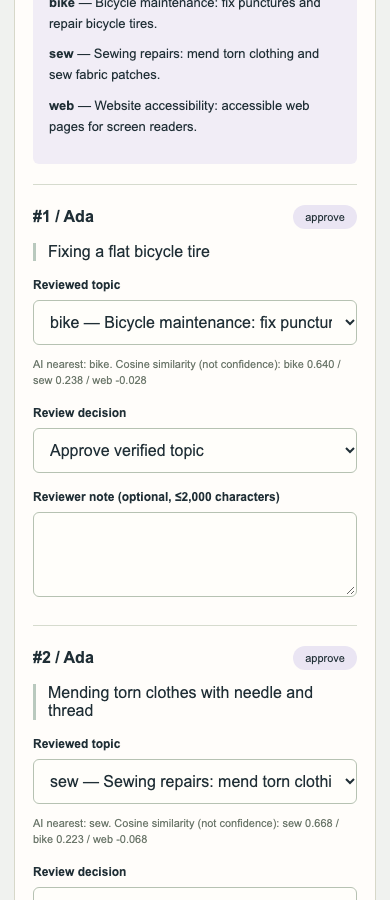 bike — Bicycle maintenance: fix punctures and
repair bicycle tires.
sew — Sewing repairs: mend torn clothing and
sew fabric patches.
web — Website accessibility: accessible web
pages for screen readers.
#1 / Ada
approve
Fixing a flat bicycle tire
Reviewed topic
bike — Bicycle maintenance: fix punctur
AI nearest: bike. Cosine similarity (not confidence): bike 0.640 /
sew 0.238 / web -0.028
Review decision
Approve verified topic
Reviewer note (optional, ≤2,000 characters)
#2 / Ada
approve
Mending torn clothes with needle and
thread
Reviewed topic
sew — Sewing repairs: mend torn clothi
AI nearest: sew. Cosine similarity (not confidence): sew 0.668 /
bike 0.223 / web -0.068
Review decision